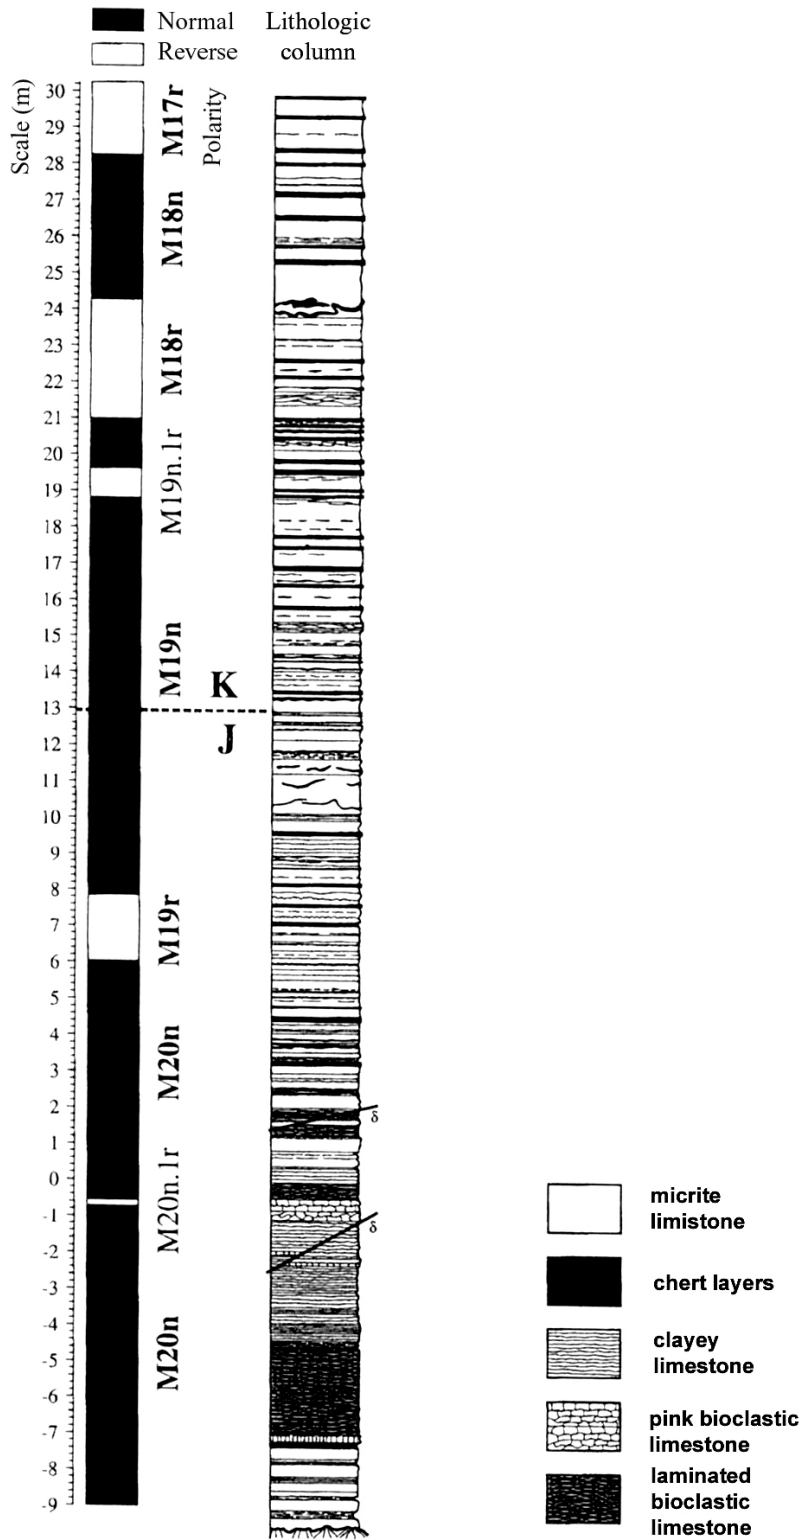 Normal
Reverse
Lithologic
column
Scale (m)
Polarity
30
29
28
27
26
25
24
23
22
21
20
19
18
17
16
15
14
13
12
11
10
9
8
7
6
5
4
3
2
1
0
-1
-2
-3
-4
-5
-6
-7
-8
-9
M17r
M18n
M18r
M19n.1r
M19n
K
J
M19r
M20n
M20n.1r
M20n
δ
δ
micrite
limistone
chert layers
clayey
limestone
pink bioclastic
limestone
laminated
bioclastic
limestone